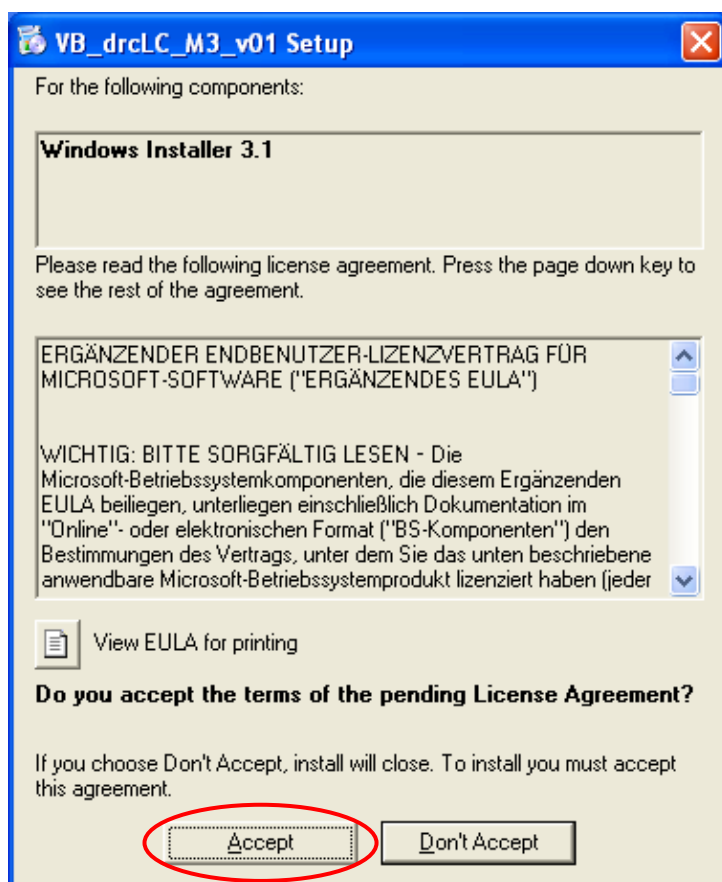 VB_drcLC_M3_v01 Setup
For the following components:
Windows Installer 3.1
Please read the following license agreement. Press the page down key to
see the rest of the agreement.
ERGÄNZENDER ENDBENUTZER-LIZENZVERTRAG FÜR
MICROSOFT-SOFTWARE ("ERGÄNZENDES EULA")
WICHTIG: BITTE SORGFÄLTIG LESEN - Die
Microsoft-Betriebssystemkomponenten, die diesem Ergänzenden
EULA beiliegen, unterliegen einschließlich Dokumentation im
"Online"- oder elektronischen Format ("BS-Komponenten") den
Bestimmungen des Vertrags, unter dem Sie das unten beschriebene
anwendbare Microsoft-Betriebssystemprodukt lizenziert haben (jeder
View EULA for printing
Do you accept the terms of the pending License Agreement?
If you choose Don't Accept, install will close. To install you must accept
this agreement.
Accept
Don't Accept